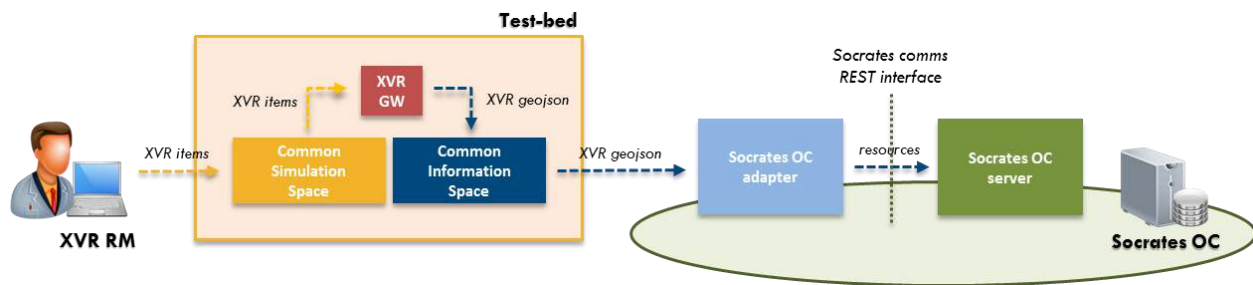 Test-bed
Socrates comms
REST interface
XVR
GW
XVR items
XVR geojson
XVR items
Common
Simulation
Space
Common
Information
Space
XVR geojson
Socrates OC
adapter
resources
Socrates OC
server
XVR RM
Socrates OC